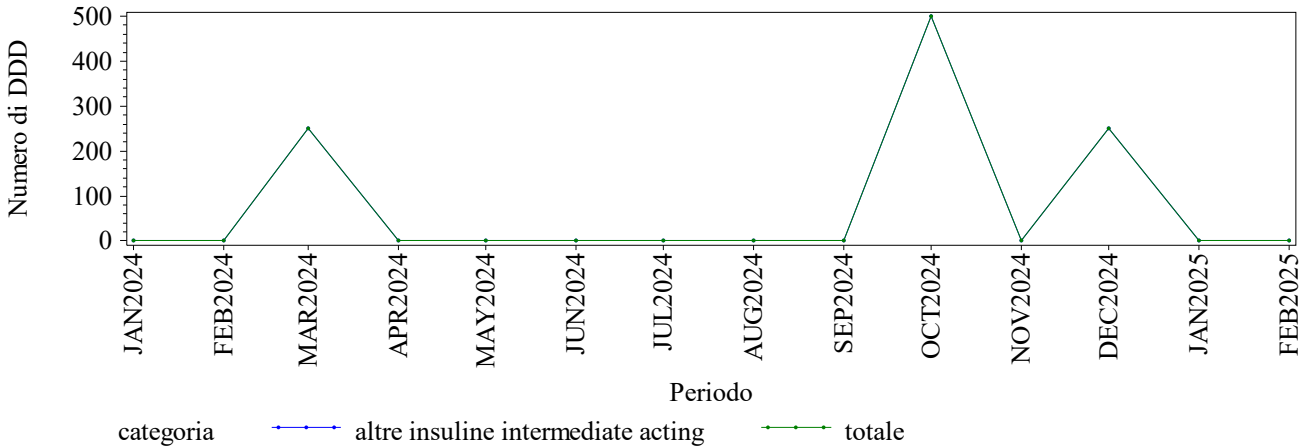 Numero di DDD
500
400
300
200
100
0
JAN2024
FEB2024
MAR2024
APR2024
MAY2024
JUN2024
JUL2024
AUG2024
SEP2024
OCT2024
NOV2024
DEC2024
JAN2025
FEB2025
Periodo
categoria altre insuline intermediate acting totale